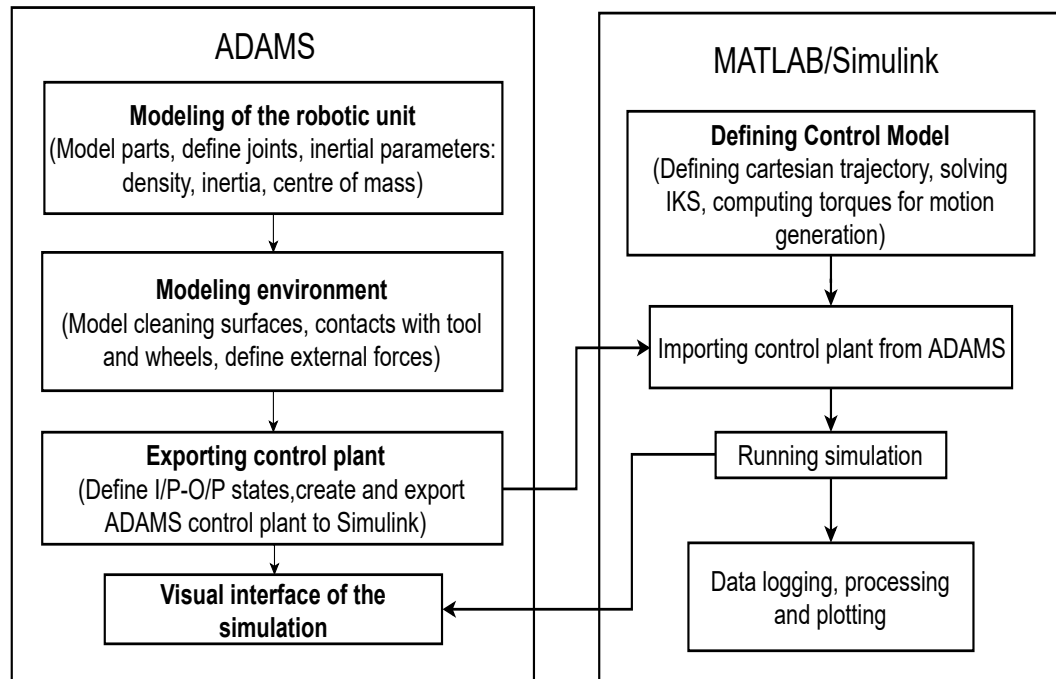 ADAMS
Modeling of the robotic unit
(Model parts, define joints, inertial parameters:
density, inertia, centre of mass)
Modeling environment
(Model cleaning surfaces, contacts with tool
and wheels, define external forces)
Exporting control plant
(Define I/P-O/P states,create and export
ADAMS control plant to Simulink)
Visual interface of the
simulation
MATLAB/Simulink
Defining Control Model
(Defining cartesian trajectory, solving
IKS, computing torques for motion
generation)
Importing control plant from ADAMS
Running simulation
Data logging, processing
and plotting